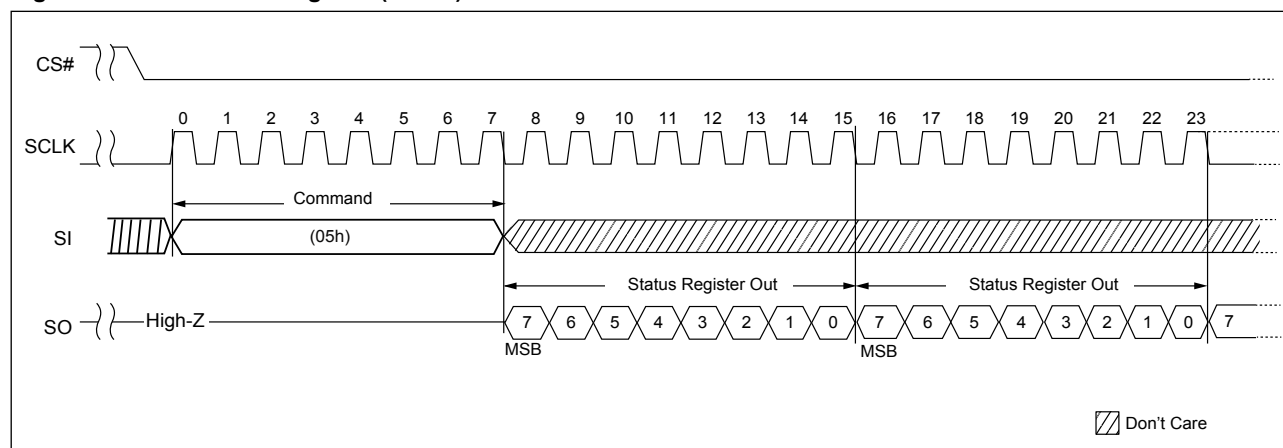 CS#
0 1 2 3 4 5 6 7 8 9 10 11 12 13 14 15 16 17 18 19 20 21 22 23
SCLK
Command
SI
(05h)
Status Register Out Status Register Out
SO
High-Z
7 6 5 4 3 2 1 0 7 6 5 4 3 2 1 0 7
MSB MSB
Don't Care